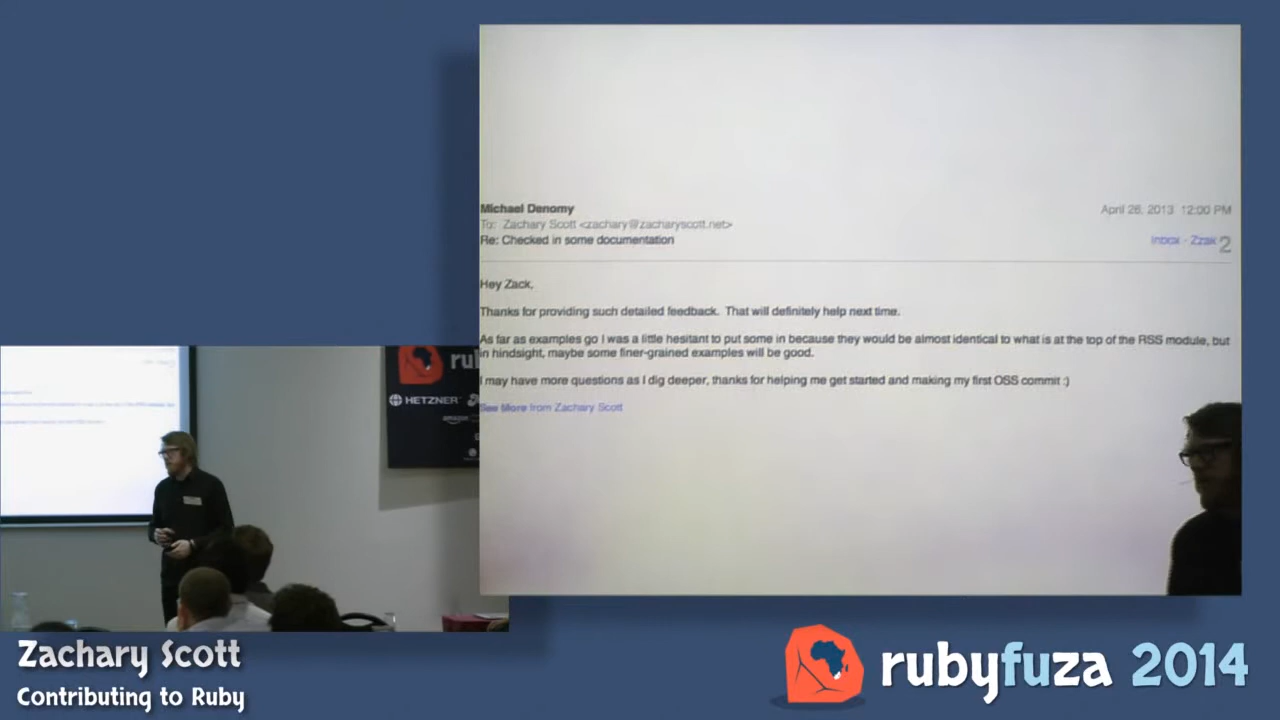 Michael Denomy
April 26, 2013 12:00 PM
To: Zachary Scott <zachary@zacharyscott.net>
Re: Checked in some documentation
Inbox - Zzak 2
Hey Zack,
Thanks for providing such detailed feedback. That will definitely help next time.
As far as examples go I was a little hesitant to put some in because they would be almost identical to what is at the top of the RSS module, but
in hindsight, maybe some finer-grained examples will be good.
I may have more questions as I dig deeper, thanks for helping me get started and making my first OSS commit :)
See More from Zachary Scott
HETZNER
amazon
Zachary Scott
Contributing to Ruby
rubyfuza 2014